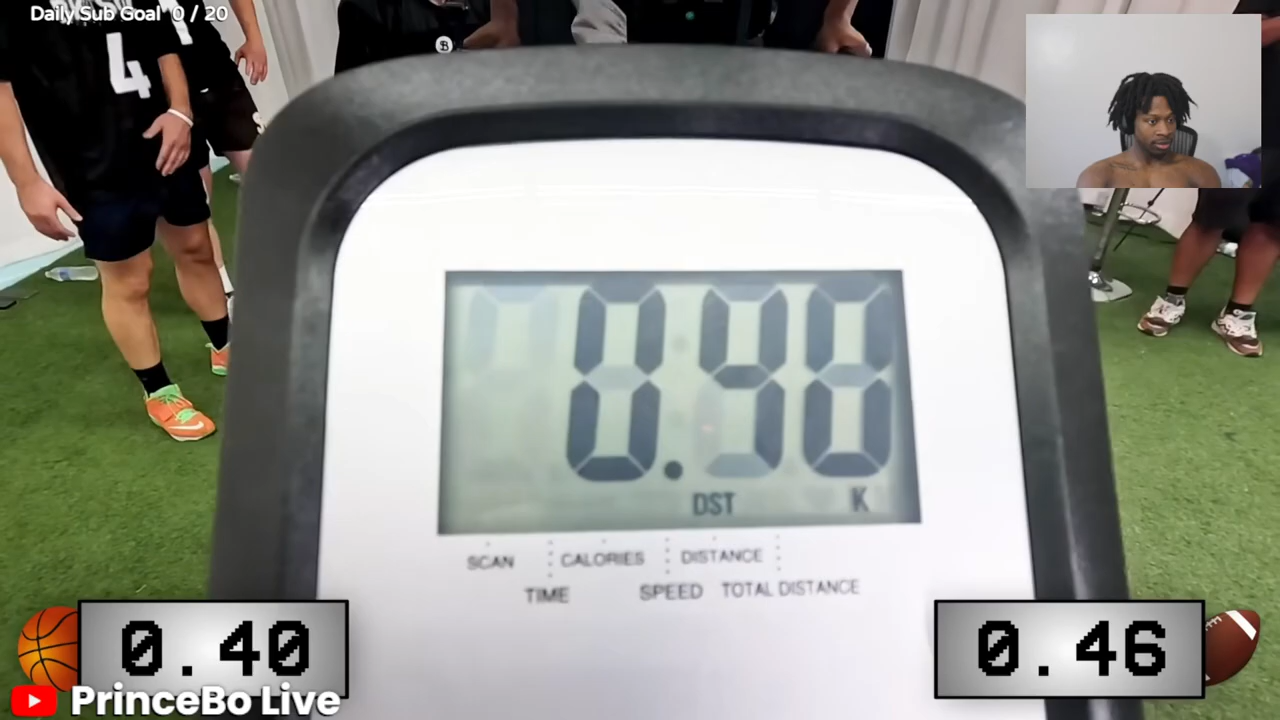 Daily Sub Goal 0 / 20
4
B
0.40
DST K
SCAN CALORIES DISTANCE
TIME SPEED TOTAL DISTANCE
0.40
0.46
PrinceBo Live